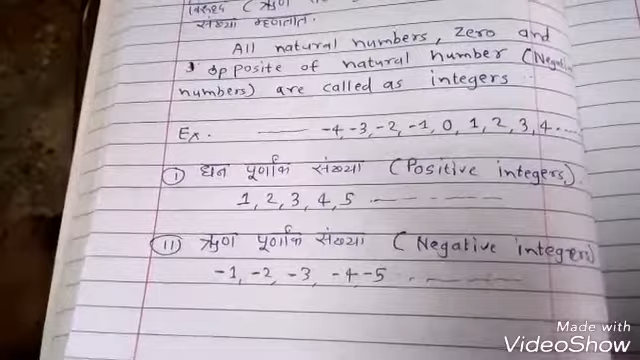 विरुद्ध (ऋण
संख्या म्हणतात.
All natural numbers, zero and
opposite of natural number (Negative
numbers) are called as integers
Ex. —— -4, -3, -2, -1, 0, 1, 2, 3, 4 ....
(I) धन पूर्णांक संख्या (Positive integers)
1, 2, 3, 4, 5 — — — —
(II) ऋण पूर्णांक संख्या (Negative integers)
-1, -2, -3, -4 -5 . — — — —
Made with
VideoShow